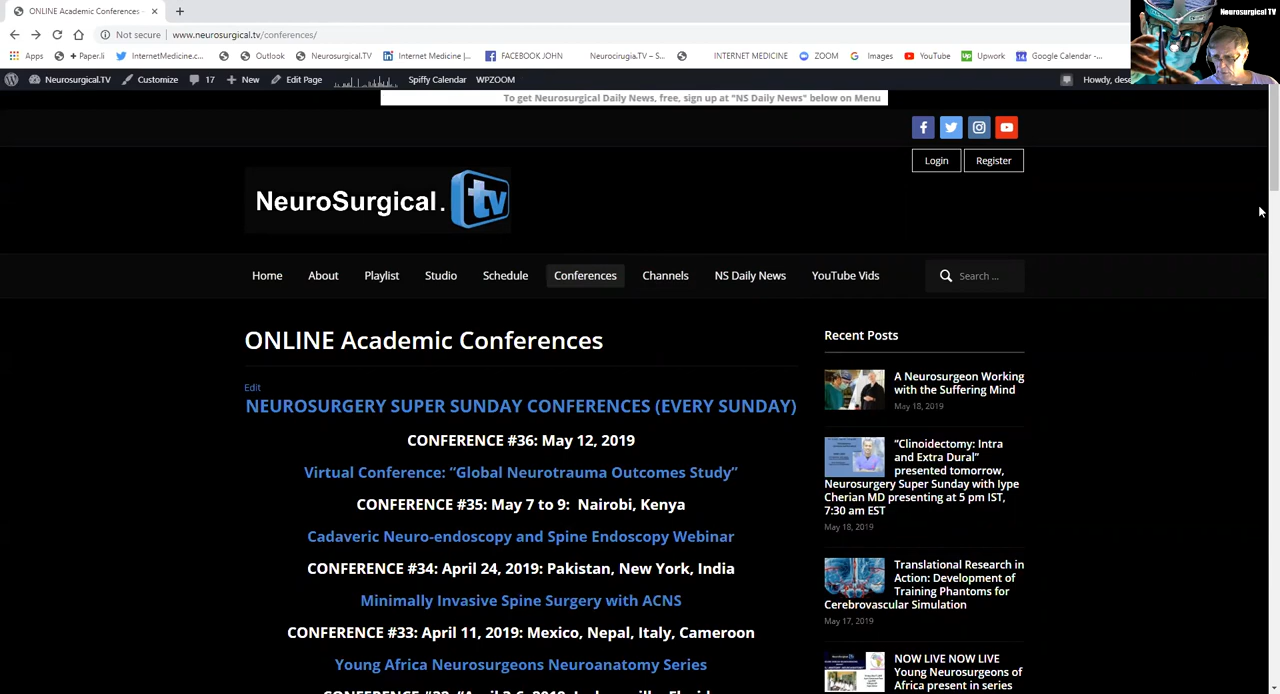 ONLINE Academic Conferences -
Not secure | www.neurosurgical.tv/conferences/
Apps + Paper.li InternetMedicine.c... Outlook Neurosurgical.TV Internet Medicine |... FACEBOOK JOHN Neurocirugia.TV – S... INTERNET MEDICINE ZOOM Images YouTube Upwork Google Calendar -...
Neurosurgical TV
Neurosurgical.TV Customize 17 New Edit Page Spiffy Calendar WPZOOM Howdy,
To get Neurosurgical Daily News, free, sign up at "NS Daily News" below on Menu
Login Register
NeuroSurgical.tv
Home About Playlist Studio Schedule Conferences Channels NS Daily News YouTube Vids Search ...
ONLINE Academic Conferences
Edit
NEUROSURGERY SUPER SUNDAY CONFERENCES (EVERY SUNDAY)
CONFERENCE #36: May 12, 2019
Virtual Conference: “Global Neurotrauma Outcomes Study”
CONFERENCE #35: May 7 to 9: Nairobi, Kenya
Cadaveric Neuro-endoscopy and Spine Endoscopy Webinar
CONFERENCE #34: April 24, 2019: Pakistan, New York, India
Minimally Invasive Spine Surgery with ACNS
CONFERENCE #33: April 11, 2019: Mexico, Nepal, Italy, Cameroon
Young Africa Neurosurgeons Neuroanatomy Series
Recent Posts
A Neurosurgeon Working
with the Suffering Mind
May 18, 2019
“Clinoidectomy: Intra
and Extra Dural”
presented tomorrow,
Neurosurgery Super Sunday with Iype
Cherian MD presenting at 5 pm IST,
7:30 am EST
May 18, 2019
Translational Research in
Action: Development of
Training Phantoms for
Cerebrovascular Simulation
May 17, 2019
NOW LIVE NOW LIVE
Young Neurosurgeons of
Africa present in series